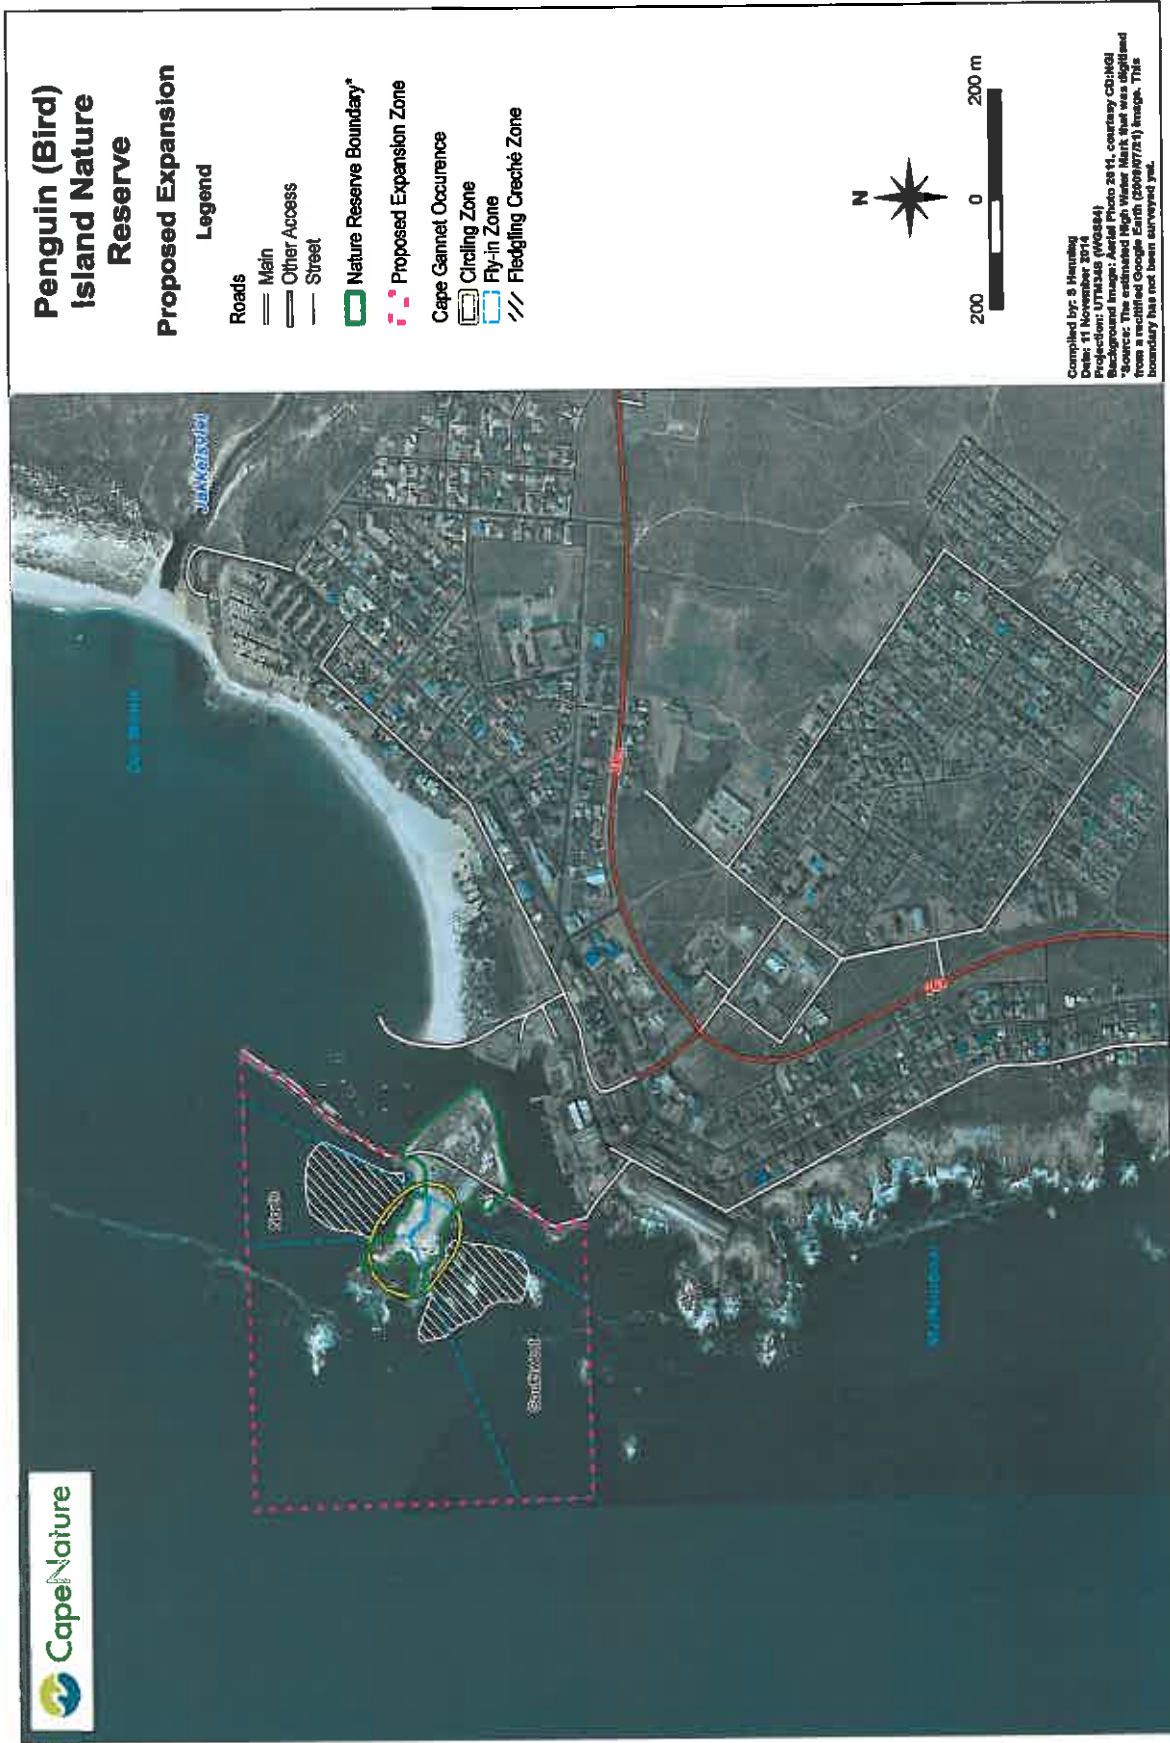 CapeNature
Penguin (Bird)
Island Nature
Reserve
Proposed Expansion
Legend
Roads
Main
Other Access
Street
Nature Reserve Boundary*
Proposed Expansion Zone
Cape Gannet Occurence
Circling Zone
Fly-in Zone
Fledgling Creché Zone
N
200 0 200 m
Compiled by: S Henning
Date: 11 November 2014
Projection: UTM34S (WGS84)
Background Image: Aerial Photo 2011, courtesy CD:NGI
*Source: The estimated High Water Mark that was digitised
from a rectified Google Earth (2009/07/21) image. This
boundary has not been surveyed yet.
Jakkalsvlei
North
Southwest